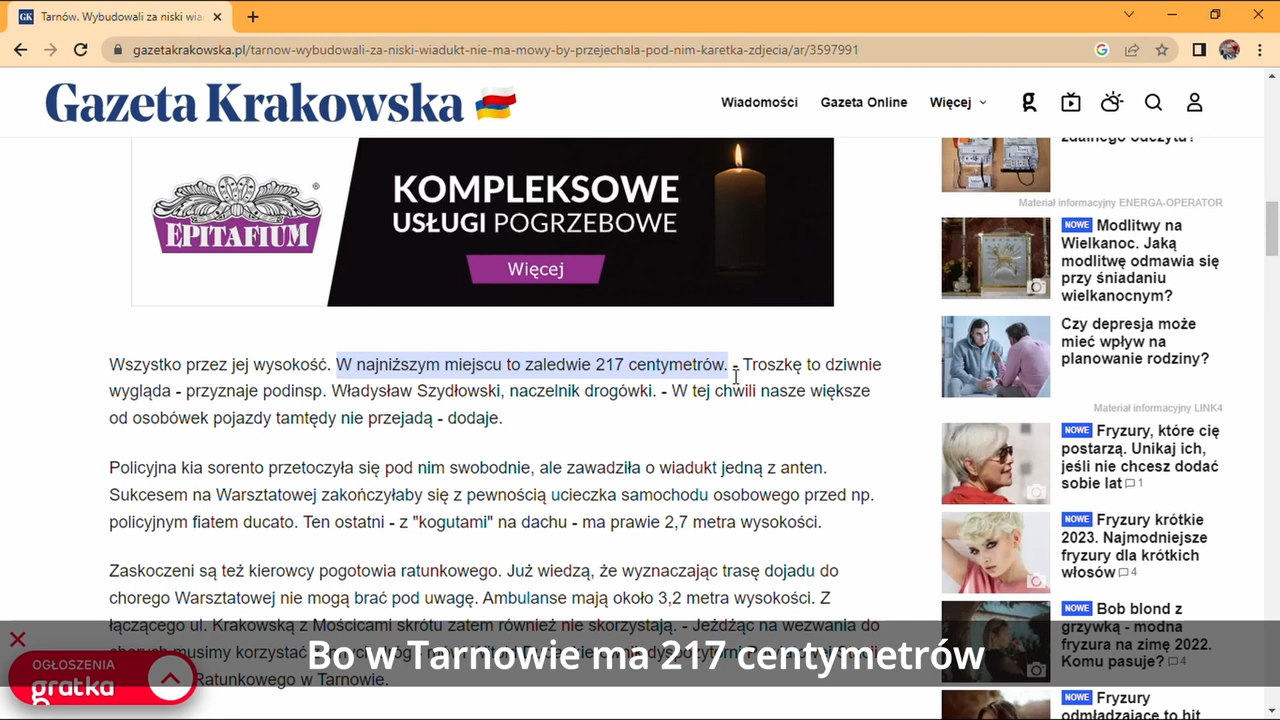 Tarnów. Wybudowali za niski wia
gazetakrakowska.pl/tarnow-wybudowali-za-niski-wiadukt-nie-ma-mowy-by-przejechala-pod-nim-karetka-zdjecia/ar/3597991
Gazeta Krakowska
Wiadomości Gazeta Online Więcej
EPITAFIUM
KOMPLEKSOWE
USŁUGI POGRZEBOWE
Więcej
Wszystko przez jej wysokość. W najniższym miejscu to zaledwie 217 centymetrów. - Troszkę to dziwnie
wygląda - przyznaje podinsp. Władysław Szydłowski, naczelnik drogówki. - W tej chwili nasze większe
od osobówek pojazdy tamtędy nie przejadą - dodaje.
Policyjna kia sorento przetoczyła się pod nim swobodnie, ale zawadziła o wiadukt jedną z anten.
Sukcesem na Warsztatowej zakończyłaby się z pewnością ucieczka samochodu osobowego przed np.
policyjnym fiatem ducato. Ten ostatni - z "kogutami" na dachu - ma prawie 2,7 metra wysokości.
Zaskoczeni są też kierowcy pogotowia ratunkowego. Już wiedzą, że wyznaczając trasę dojadu do
chorego Warsztatowej nie mogą brać pod uwagę. Ambulanse mają około 3,2 metra wysokości. Z
łączącego ul. Krakowską z Mościcami skrótu zatem również nie skorzystają. - Jeżdżąc na wezwania do
chorych musimy korzystać
Ratunkowego w Tarnowie.
Bo w Tarnowie ma 217 centymetrów
OGŁOSZENIA
gratka
zdalnego odczytu?
Materiał informacyjny ENERGA-OPERATOR
NOWE Modlitwy na
Wielkanoc. Jaką
modlitwę odmawia się
przy śniadaniu
wielkanocnym?
Czy depresja może
mieć wpływ na
planowanie rodziny?
Materiał informacyjny LINK4
NOWE Fryzury, które cię
postarzą. Unikaj ich,
jeśli nie chcesz dodać
sobie lat 1
NOWE Fryzury krótkie
2023. Najmodniejsze
fryzury dla krótkich
włosów 4
NOWE Bob blond z
grzywką - modna
fryzura na zimę 2022.
Komu pasuje? 4
NOWE Fryzury
odmładzające to hit